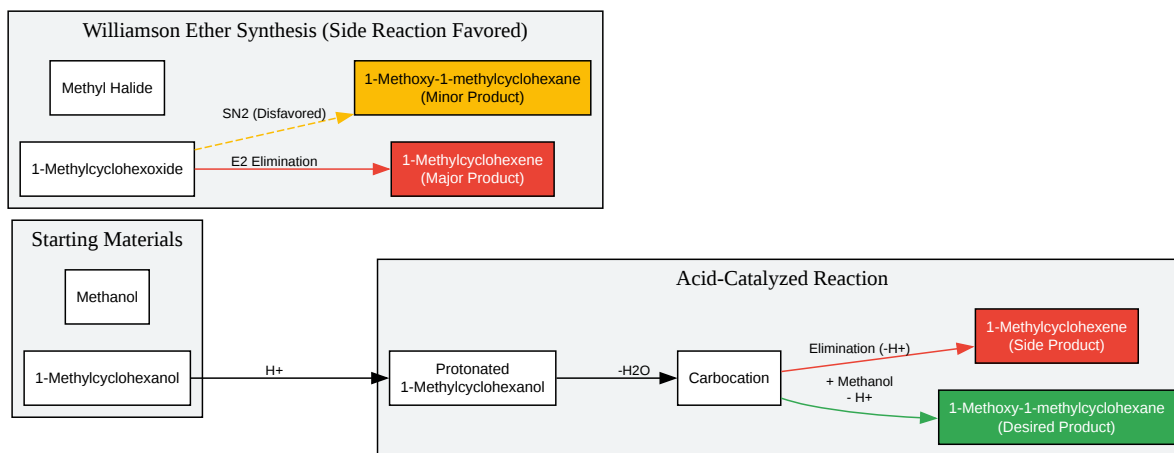 Williamson Ether Synthesis (Side Reaction Favored)
Methyl Halide
1-Methoxy-1-methylcyclohexane
(Minor Product)
SN2 (Disfavored)
1-Methylcyclohexoxide
E2 Elimination
1-Methylcyclohexene
(Major Product)
Starting Materials
Methanol
1-Methylcyclohexanol
H+
Acid-Catalyzed Reaction
Protonated
1-Methylcyclohexanol
-H2O
Carbocation
Elimination (-H+)
1-Methylcyclohexene
(Side Product)
+ Methanol
- H+
1-Methoxy-1-methylcyclohexane
(Desired Product)